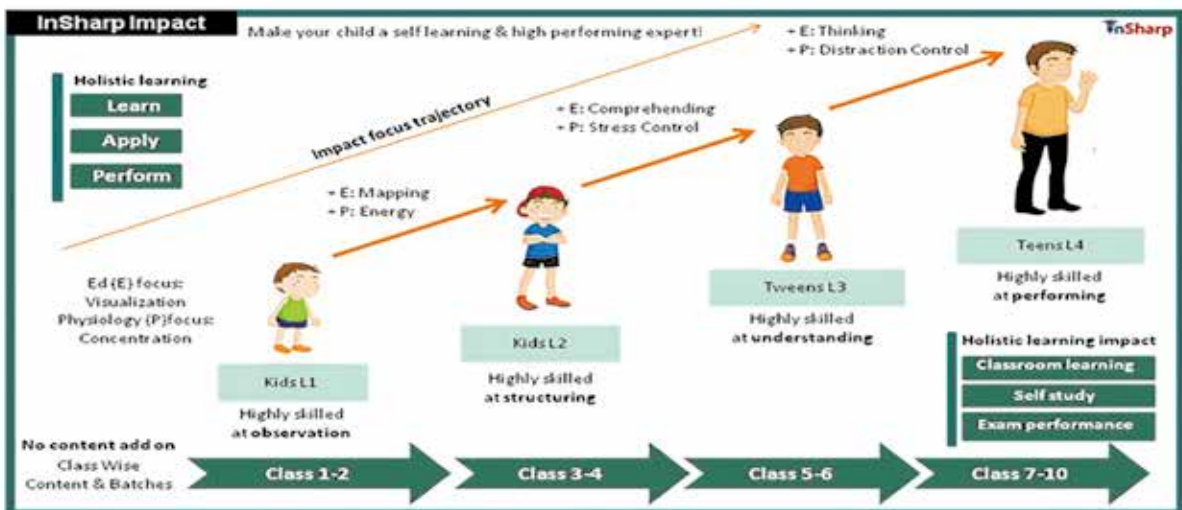 InSharp Impact
Make your child a self learning & high performing expert!
InSharp
Holistic learning
Learn
Apply
Perform
Impact focus trajectory
+ E: Mapping
+ P: Energy
+ E: Comprehending
+ P: Stress Control
+ E: Thinking
+ P: Distraction Control
Ed (E) focus:
Visualization
Physiology (P)focus:
Concentration
Kids L1
Highly skilled
at observation
Kids L2
Highly skilled
at structuring
Tweens L3
Highly skilled
at understanding
Teens L4
Highly skilled
at performing
Holistic learning impact
Classroom learning
Self study
Exam performance
No content add on
Class Wise
Content & Batches
Class 1-2
Class 3-4
Class 5-6
Class 7-10